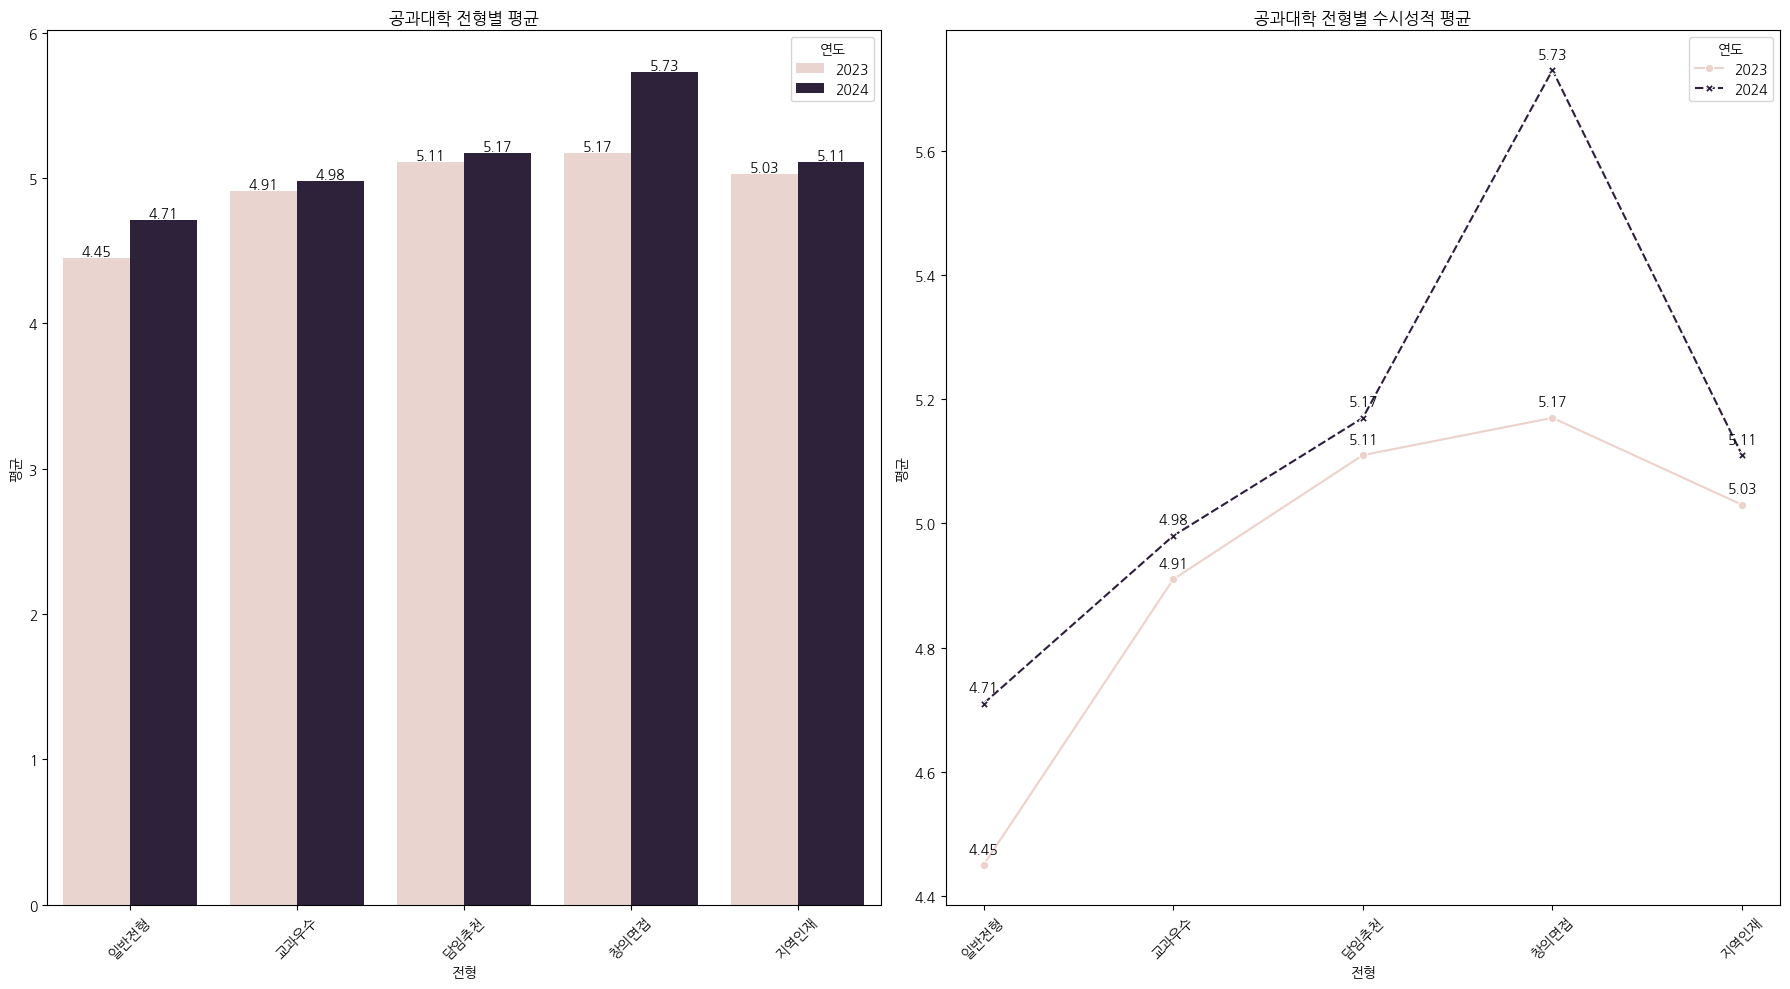 공과대학 전형별 평균
연도
2023
2024
평균
6
5
4
3
2
1
0
4.45
4.71
4.91
4.98
5.11
5.17
5.17
5.73
5.03
5.11
일반전형
교과우수
담임추천
창의면접
지역인재
전형
공과대학 전형별 수시성적 평균
연도
2023
2024
평균
5.6
5.4
5.2
5.0
4.8
4.6
4.4
4.71
4.45
4.98
4.91
5.17
5.11
5.73
5.17
5.11
5.03
일반전형
교과우수
담임추천
창의면접
지역인재
전형